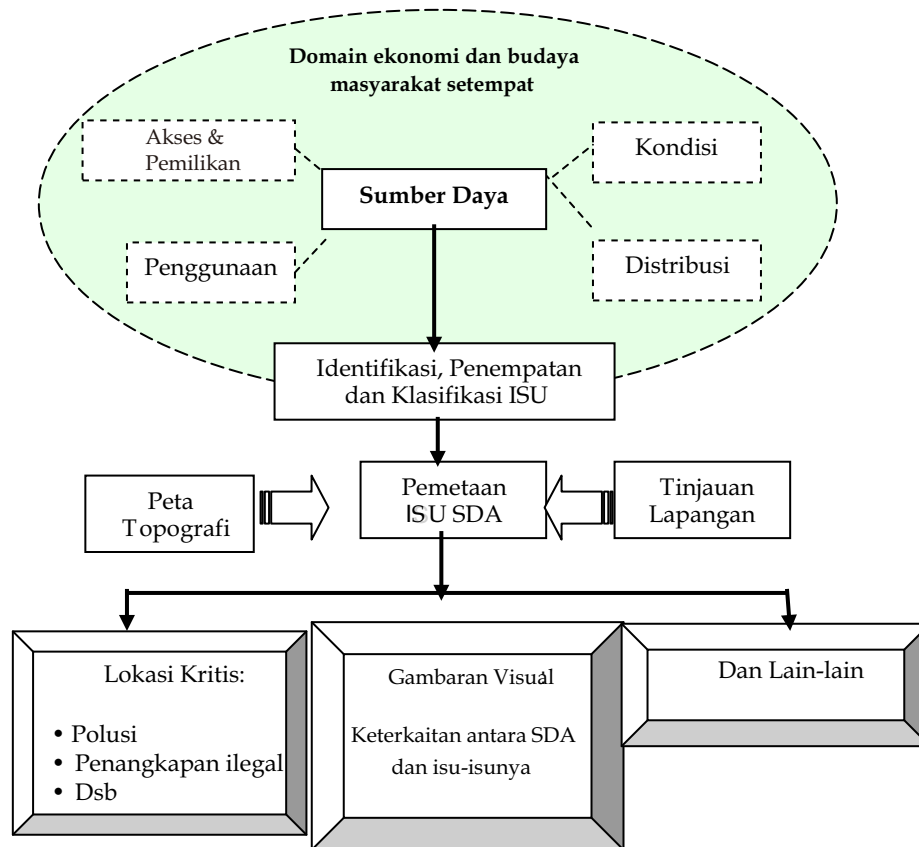 Domain ekonomi dan budaya
masyarakat setempat
Akses &
Pemilikan
Kondisi
Sumber Daya
Penggunaan
Distribusi
Identifikasi, Penempatan
dan Klasifikasi ISU
Peta
Topografi
Pemetaan
ISU SDA
Tinjauan
Lapangan
Lokasi Kritis:
• Polusi
• Penangkapan ilegal
• Dsb
Gambaran Visual
Keterkaitan antara SDA
dan isu-isunya
Dan Lain-lain